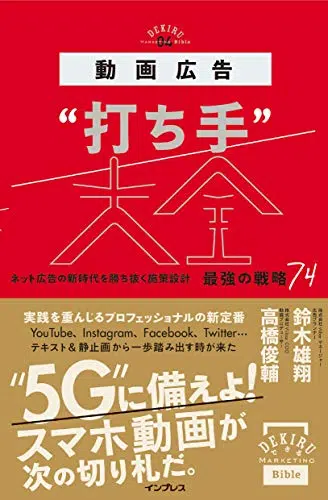 DEKIRU
MARKETING Bible
04
動画広告
“打ち手”
大全
ネット広告の新時代を勝ち抜く施策設計 最強の戦略74
実践を重んじるプロフェッショナルの新定番
YouTube、Instagram、Facebook、Twitter…
テキスト＆静止画から一歩踏み出す時が来た
鈴木雄翔
高橋俊輔
“5G”に備えよ!
スマホ動画が
次の切り札だ。
DEKIRU
できる
MARKETING
Bible
インプレス